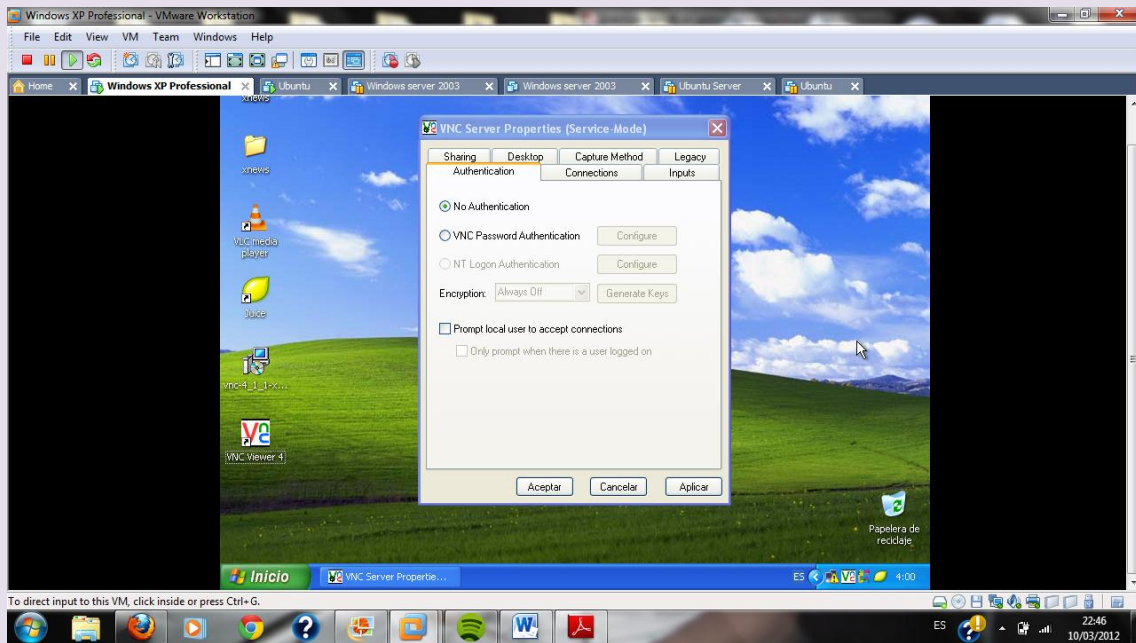 Windows XP Professional - VMware Workstation
File Edit View VM Team Windows Help
Home Windows XP Professional Ubuntu Windows server 2003 Windows server 2003 Ubuntu Server Ubuntu
xnews
xnews
VLC media
player
Juice
vnc-4_1_1-x...
VNC Viewer 4
VNC Server Properties (Service-Mode)
Sharing Desktop Capture Method Legacy
Authentication Connections Inputs
No Authentication
VNC Password Authentication Configure
NT Logon Authentication Configure
Encryption: Always Off Generate Keys
Prompt local user to accept connections
Only prompt when there is a user logged on
Aceptar Cancelar Aplicar
Papelera de
reciclaje
Inicio VNC Server Propertie... ES 4:00
To direct input to this VM, click inside or press Ctrl+G.
ES 22:46
10/03/2012